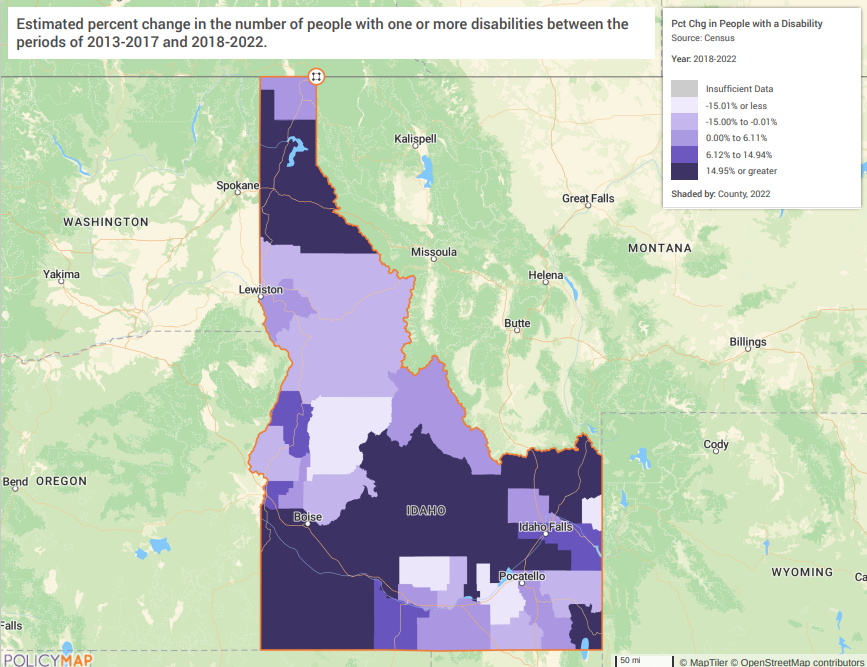 Estimated percent change in the number of people with one or more disabilities between the
periods of 2013-2017 and 2018-2022.
Pct Chg in People with a Disability
Source: Census
Year: 2018-2022
Insufficient Data
-15.01% or less
-15.00% to -0.01%
0.00% to 6.11%
6.12% to 14.94%
14.95% or greater
Shaded by: County, 2022
Kalispell
Spokane
Great Falls
WASHINGTON
MONTANA
Missoula
Yakima
Helena
Lewiston
Butte
Billings
Cody
Bend OREGON
IDAHO
Boise
Idaho Falls
Pocatello
WYOMING
Ca
Falls
POLICYMAP
50 mi
© MapTiler © OpenStreetMap contributors